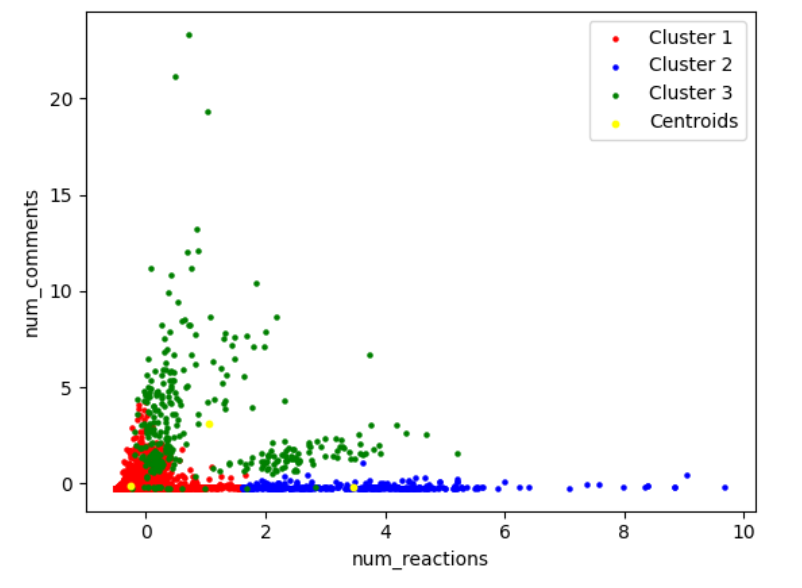 Cluster 1
Cluster 2
Cluster 3
Centroids
20
15
10
5
0
num_comments
0 2 4 6 8 10
num_reactions